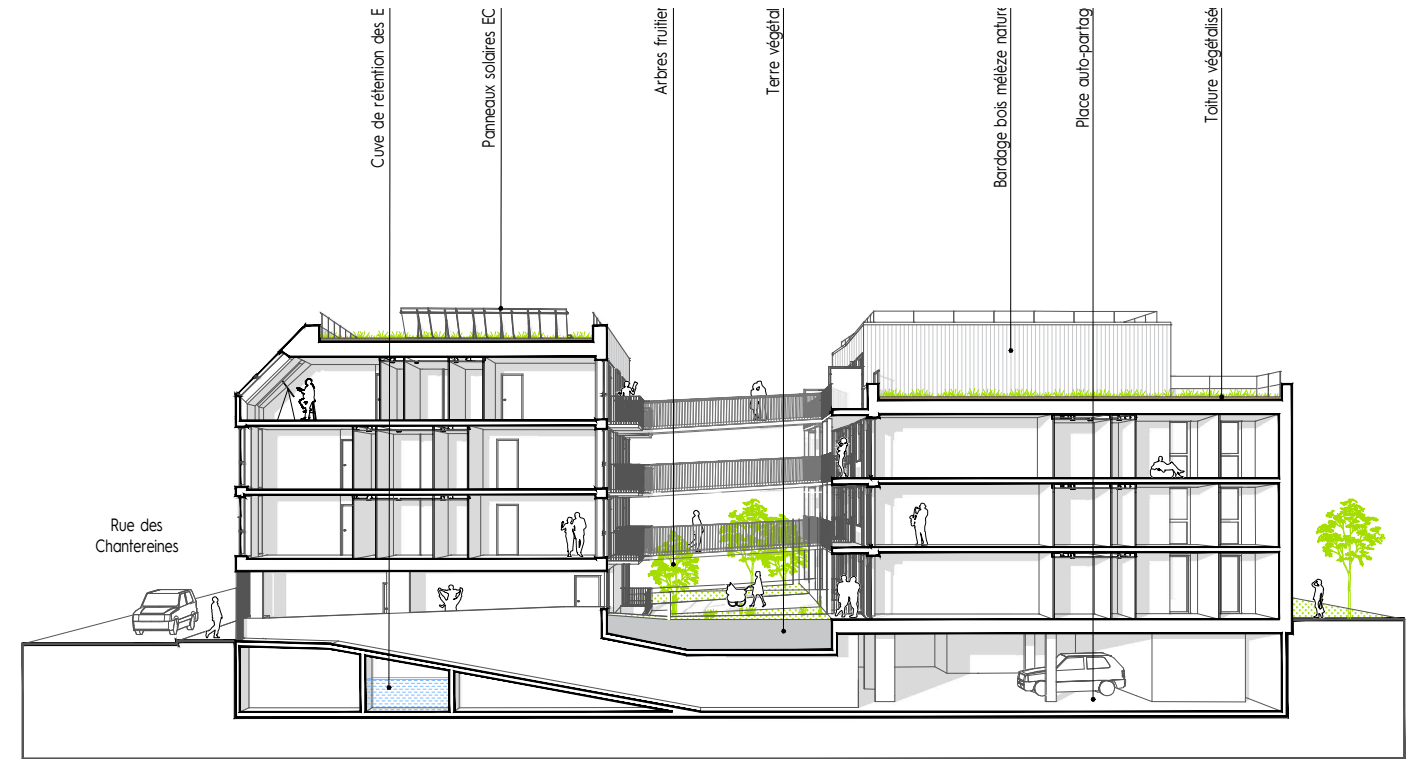 Cuve de rétention des E
Panneaux solaires EC
Arbres fruitier
Terre végétal
Bardage bois mélèze nature
Place auto-partag
Toiture végétalisée
Rue des
Chantereines